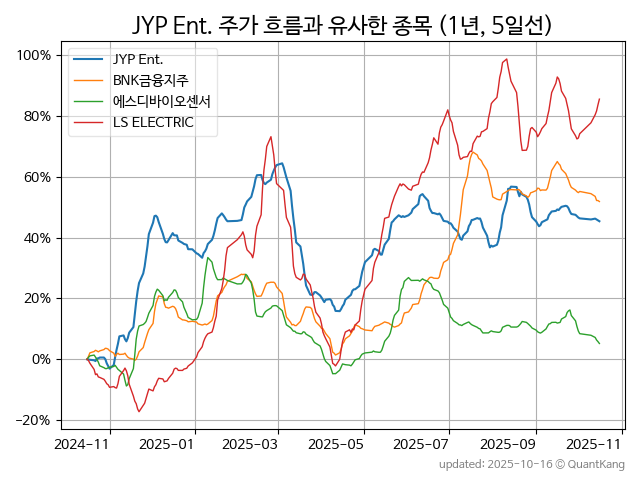 JYP Ent. 주가 흐름과 유사한 종목 (1년, 5일선)
JYP Ent.
BNK금융지주
에스디바이오센서
LS ELECTRIC
100%
80%
60%
40%
20%
0%
−20%
2024-11 2025-01 2025-03 2025-05 2025-07 2025-09 2025-11
updated: 2025-10-16 © QuantKang